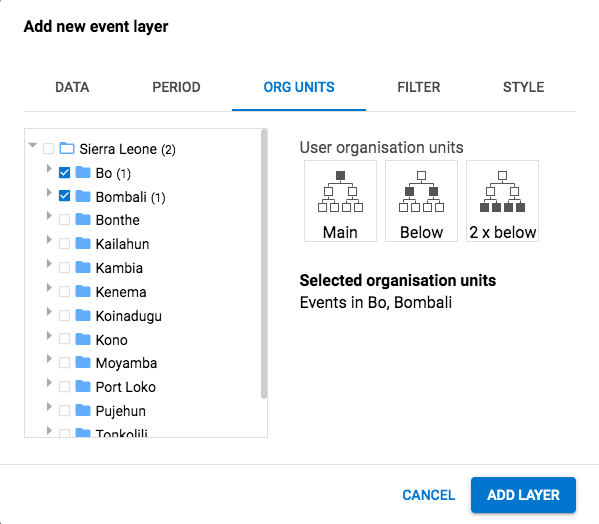 Add new event layer
DATA PERIOD ORG UNITS FILTER STYLE
Sierra Leone (2)
Bo (1)
Bombali (1)
Bonthe
Kailahun
Kambia
Kenema
Koinadugu
Kono
Moyamba
Port Loko
Pujehun
Tonkolili
User organisation units
Main Below 2 x below
Selected organisation units
Events in Bo, Bombali
CANCEL ADD LAYER